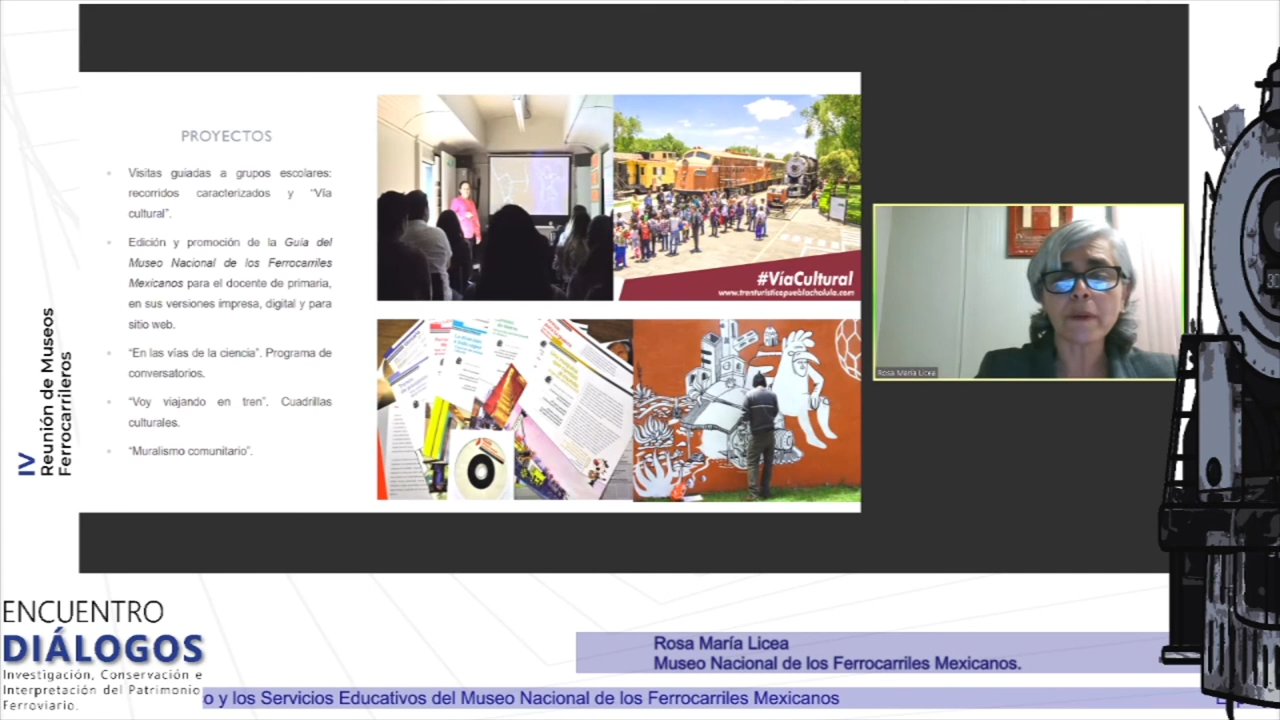 PROYECTOS
Visitas guiadas a grupos escolares:
recorridos caracterizados y "Vía
cultural".
Edición y promoción de la Guía del
Museo Nacional de los Ferrocarriles
Mexicanos para el docente de primaria,
en sus versiones impresa, digital y para
sitio web.
"En las vías de la ciencia". Programa de
conversatorios.
"Voy viajando en tren". Cuadrillas
culturales.
"Muralismo comunitario".
#VíaCultural
www.trenturisticopueblacholula.com
Rosa María Licea
IV
Reunión de Museos
Ferrocarrileros
ENCUENTRO
DIÁLOGOS
Investigación, Conservación e
Interpretación del Patrimonio
Ferroviario.
Rosa María Licea
Museo Nacional de los Ferrocarriles Mexicanos.
o y los Servicios Educativos del Museo Nacional de los Ferrocarriles Mexicanos